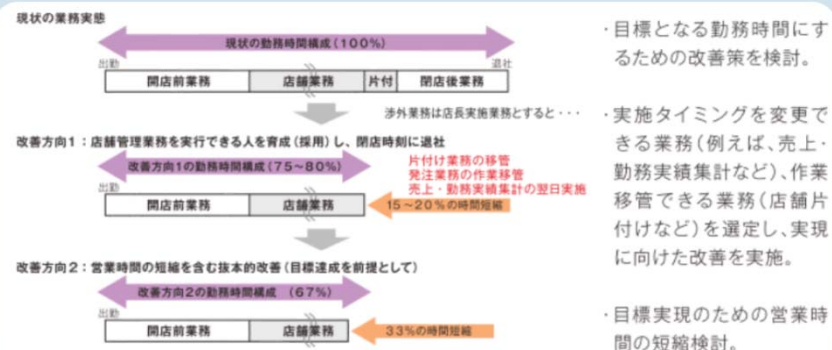 現状の業務実態
現状の勤務時間構成(100%)
出勤
退社
開店前業務
店舗業務
片付
閉店後業務
渉外業務は店長実施業務とすると・・・
改善方向1:店舗管理業務を実行できる人を育成(採用)し、閉店時刻に退社
改善方向1の勤務時間構成(75~80%)
片付け業務の移管
発注業務の作業移管
売上・勤務実績集計の翌日実施
出勤
開店前業務
店舗業務
15~20%の時間短縮
改善方向2:営業時間の短縮を含む抜本的改善(目標達成を前提として)
改善方向2の勤務時間構成 (67%)
出勤
開店前業務
店舗業務
33%の時間短縮
・目標となる勤務時間にす
るための改善策を検討。
・実施タイミングを変更で
きる業務(例えば、売上・
勤務実績集計など)、作業
移管できる業務(店舗片
付けなど)を選定し、実現
に向けた改善を実施。
・目標実現のための営業時
間の短縮検討。